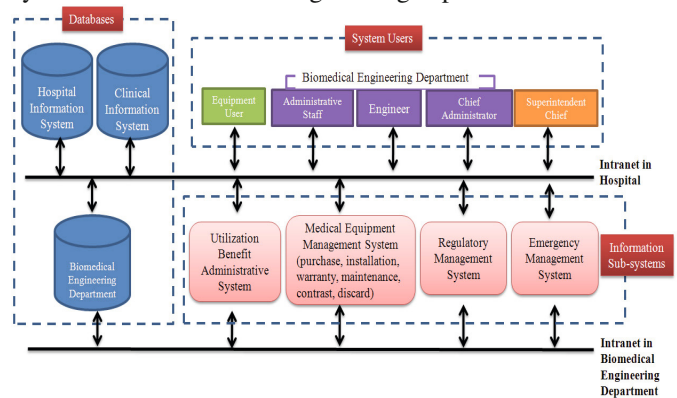 Databases
System Users
Hospital
Information
System
Clinical
Information
System
Biomedical Engineering Department
Equipment
User
Administrative
Staff
Engineer
Chief
Administrator
Superintendent
Chief
Intranet in
Hospital
Biomedical
Engineering
Department
Utilization
Benefit
Administrative
System
Medical Equipment
Management System
(purchase, installation,
warranty, maintenance,
contrast, discard)
Regulatory
Management
System
Emergency
Management
System
Information
Sub-systems
Intranet in
Biomedical
Engineering
Department